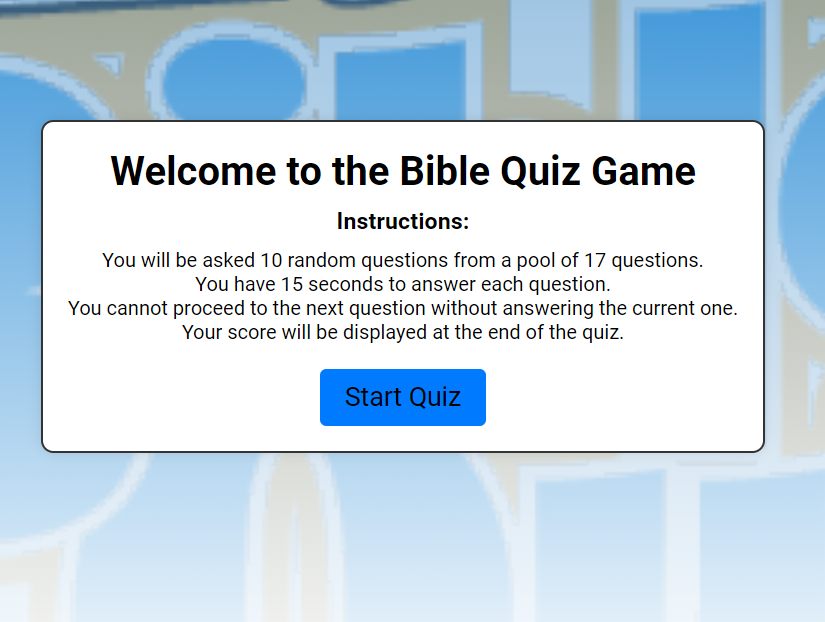 Welcome to the Bible Quiz Game
Instructions:
You will be asked 10 random questions from a pool of 17 questions.
You have 15 seconds to answer each question.
You cannot proceed to the next question without answering the current one.
Your score will be displayed at the end of the quiz.
Start Quiz